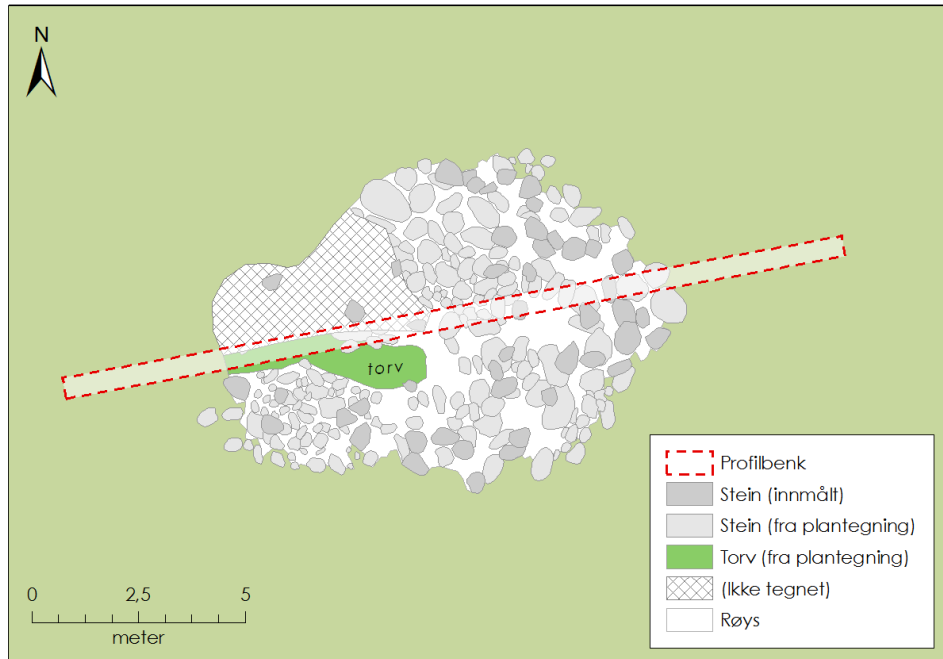 N
torv
Profilbenk
Stein (innmålt)
Stein (fra plantegning)
Torv (fra plantegning)
(Ikke tegnet)
Røys
0 2,5 5
meter